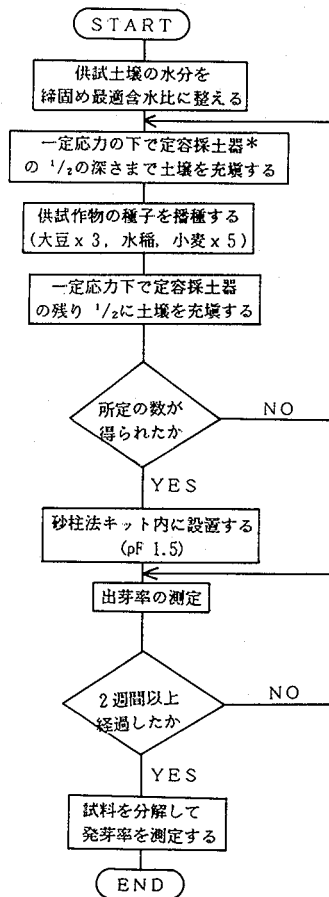 START
供試土壌の水分を
締固め最適含水比に整える
一定応力の下で定容採土器*
の 1/2の深さまで土壌を充塡する
供試作物の種子を播種する
(大豆x3, 水稲, 小麦x5)
一定応力下で定容採土器
の残り 1/2に土壌を充塡する
所定の数が
得られたか
NO
YES
砂柱法キット内に設置する
(pF 1.5)
出芽率の測定
2週間以上
経過したか
NO
YES
試料を分解して
発芽率を測定する
END